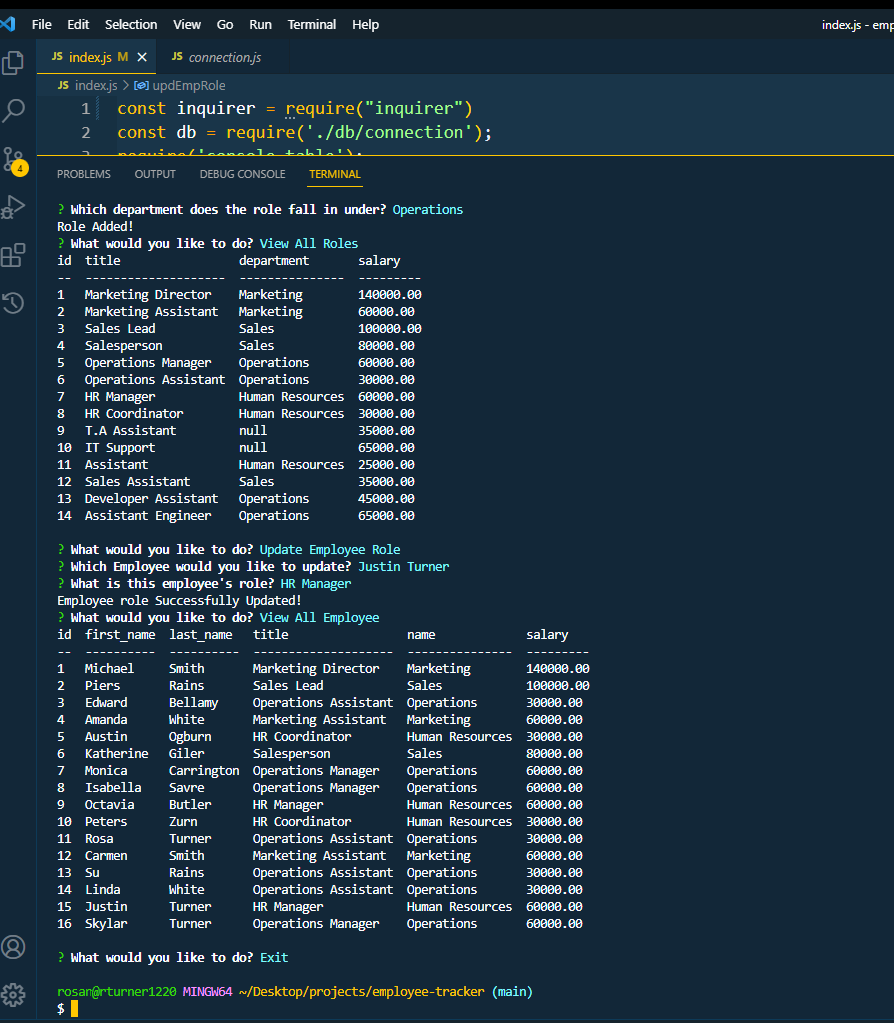 File Edit Selection View Go Run Terminal Help index.js - emp
JS index.js M JS connection.js
JS index.js > updEmpRole
1 const inquirer = require("inquirer")
2 const db = require('./db/connection');
3 require('console.table');
4
PROBLEMS OUTPUT DEBUG CONSOLE TERMINAL
? Which department does the role fall in under? Operations
Role Added!
? What would you like to do? View All Roles
id title department salary
-- -------------------- --------------- ---------
1 Marketing Director Marketing 140000.00
2 Marketing Assistant Marketing 60000.00
3 Sales Lead Sales 100000.00
4 Salesperson Sales 80000.00
5 Operations Manager Operations 60000.00
6 Operations Assistant Operations 30000.00
7 HR Manager Human Resources 60000.00
8 HR Coordinator Human Resources 30000.00
9 T.A Assistant null 35000.00
10 IT Support null 65000.00
11 Assistant Human Resources 25000.00
12 Sales Assistant Sales 35000.00
13 Developer Assistant Operations 45000.00
14 Assistant Engineer Operations 65000.00
? What would you like to do? Update Employee Role
? Which Employee would you like to update? Justin Turner
? What is this employee's role? HR Manager
Employee role Successfully Updated!
? What would you like to do? View All Employee
id first_name last_name title name salary
-- ---------- ---------- -------------------- --------------- ---------
1 Michael Smith Marketing Director Marketing 140000.00
2 Piers Rains Sales Lead Sales 100000.00
3 Edward Bellamy Operations Assistant Operations 30000.00
4 Amanda White Marketing Assistant Marketing 60000.00
5 Austin Ogburn HR Coordinator Human Resources 30000.00
6 Katherine Giler Salesperson Sales 80000.00
7 Monica Carrington Operations Manager Operations 60000.00
8 Isabella Savre Operations Manager Operations 60000.00
9 Octavia Butler HR Manager Human Resources 60000.00
10 Peters Zurn HR Coordinator Human Resources 30000.00
11 Rosa Turner Operations Assistant Operations 30000.00
12 Carmen Smith Marketing Assistant Marketing 60000.00
13 Su Rains Operations Assistant Operations 30000.00
14 Linda White Operations Assistant Operations 30000.00
15 Justin Turner HR Manager Human Resources 60000.00
16 Skylar Turner Operations Manager Operations 60000.00
? What would you like to do? Exit
rosan@rturner1220 MINGW64 ~/Desktop/projects/employee-tracker (main)
$